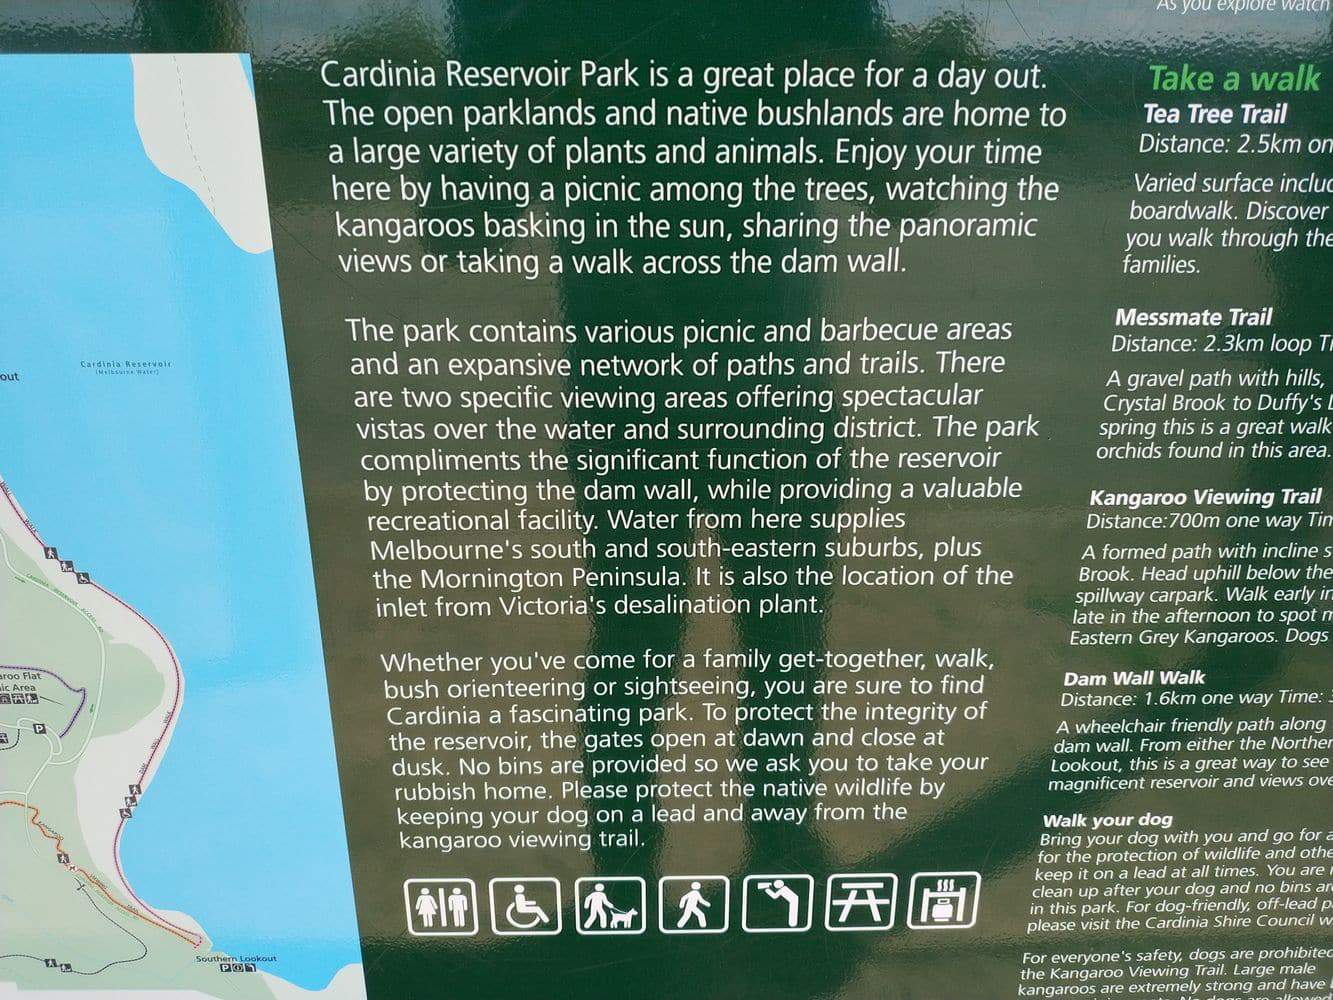 As you explore watch
Cardinia Reservoir Park is a great place for a day out.
The open parklands and native bushlands are home to
a large variety of plants and animals. Enjoy your time
here by having a picnic among the trees, watching the
kangaroos basking in the sun, sharing the panoramic
views or taking a walk across the dam wall.
The park contains various picnic and barbecue areas
and an expansive network of paths and trails. There
are two specific viewing areas offering spectacular
vistas over the water and surrounding district. The park
compliments the significant function of the reservoir
by protecting the dam wall, while providing a valuable
recreational facility. Water from here supplies
Melbourne's south and south-eastern suburbs, plus
the Mornington Peninsula. It is also the location of the
inlet from Victoria's desalination plant.
Whether you've come for a family get-together, walk,
bush orienteering or sightseeing, you are sure to find
Cardinia a fascinating park. To protect the integrity of
the reservoir, the gates open at dawn and close at
dusk. No bins are provided so we ask you to take your
rubbish home. Please protect the native wildlife by
keeping your dog on a lead and away from the
kangaroo viewing trail.
Take a walk
Tea Tree Trail
Distance: 2.5km on
Varied surface includ
boardwalk. Discover
you walk through the
families.
Messmate Trail
Distance: 2.3km loop Ti
A gravel path with hills,
Crystal Brook to Duffy's
spring this is a great walk
orchids found in this area.
Kangaroo Viewing Trail
Distance:700m one way Tim
A formed path with incline s
Brook. Head uphill below the
spillway carpark. Walk early in
late in the afternoon to spot m
Eastern Grey Kangaroos. Dogs
Dam Wall Walk
Distance: 1.6km one way Time:
A wheelchair friendly path along
dam wall. From either the Norther
Lookout, this is a great way to see
magnificent reservoir and views ove
Walk your dog
Bring your dog with you and go for a
for the protection of wildlife and othe
keep it on a lead at all times. You are
clean up after your dog and no bins ar
in this park. For dog-friendly, off-lead p
please visit the Cardinia Shire Council w
For everyone's safety, dogs are prohibited
the Kangaroo Viewing Trail. Large male
kangaroos are extremely strong and have
out
Cardinia Reservoir
(Melbourne Water)
aroo Flat
ic Area
P
Southern Lookout
P